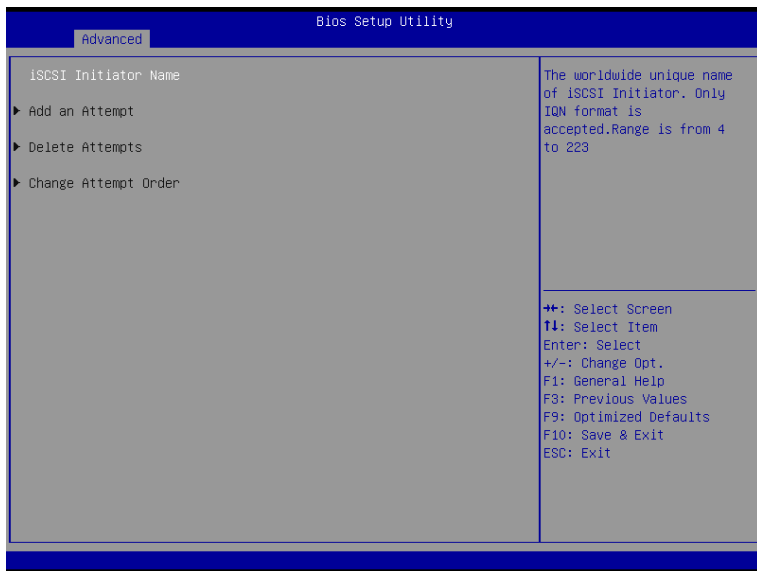 Bios Setup Utility
Advanced
iSCSI Initiator Name
▶ Add an Attempt
▶ Delete Attempts
▶ Change Attempt Order
The worldwide unique name
of iSCSI Initiator. Only
IQN format is
accepted.Range is from 4
to 223
→←: Select Screen
↑↓: Select Item
Enter: Select
+/-: Change Opt.
F1: General Help
F3: Previous Values
F9: Optimized Defaults
F10: Save & Exit
ESC: Exit